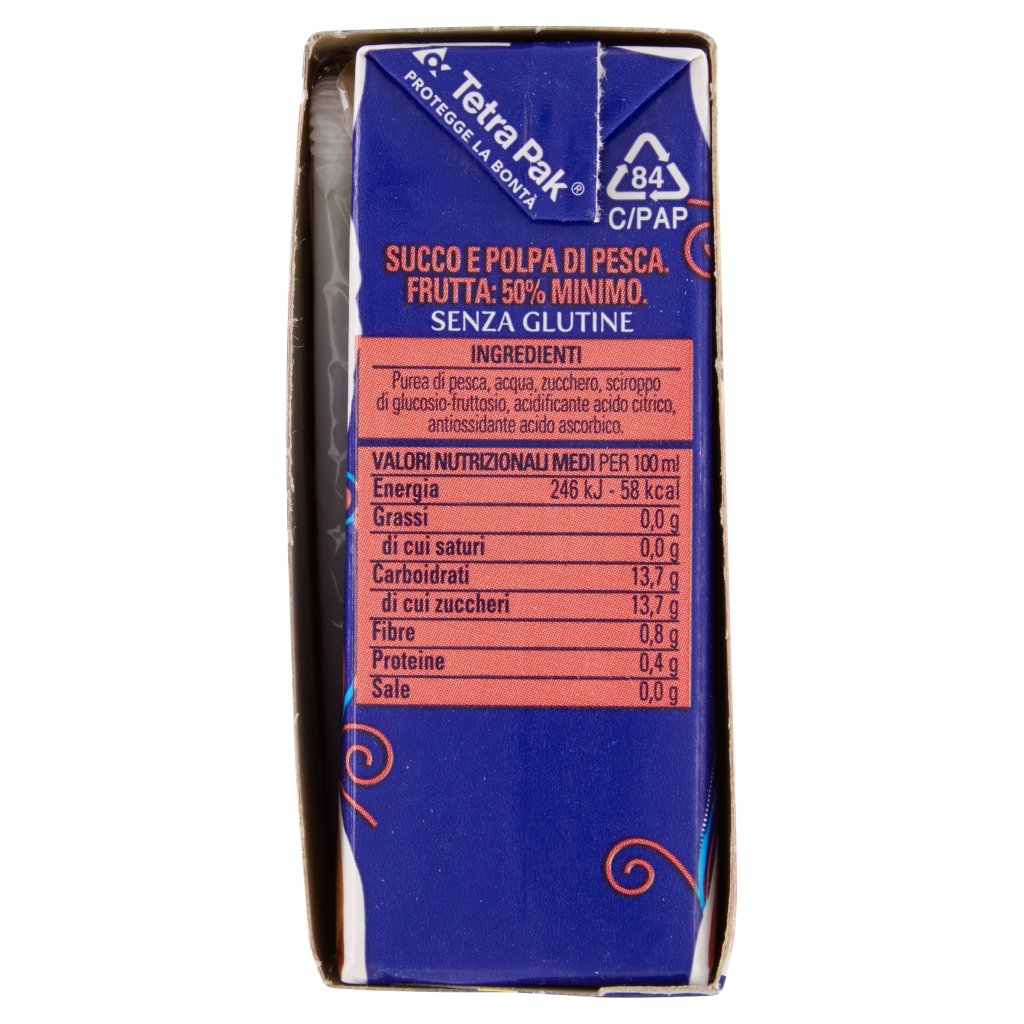 Tetra Pak®
PROTEGGE LA BONTÀ
84
C/PAP
SUCCO E POLPA DI PESCA.
FRUTTA: 50% MINIMO.
SENZA GLUTINE
INGREDIENTI
Purea di pesca, acqua, zucchero, sciroppo
di glucosio-fruttosio, acidificante acido citrico,
antiossidante acido ascorbico.
VALORI NUTRIZIONALI MEDI PER 100 ml
Energia 246 kJ - 58 kcal
Grassi 0,0 g
di cui saturi 0,0 g
Carboidrati 13,7 g
di cui zuccheri 13,7 g
Fibre 0,8 g
Proteine 0,4 g
Sale 0,0 g